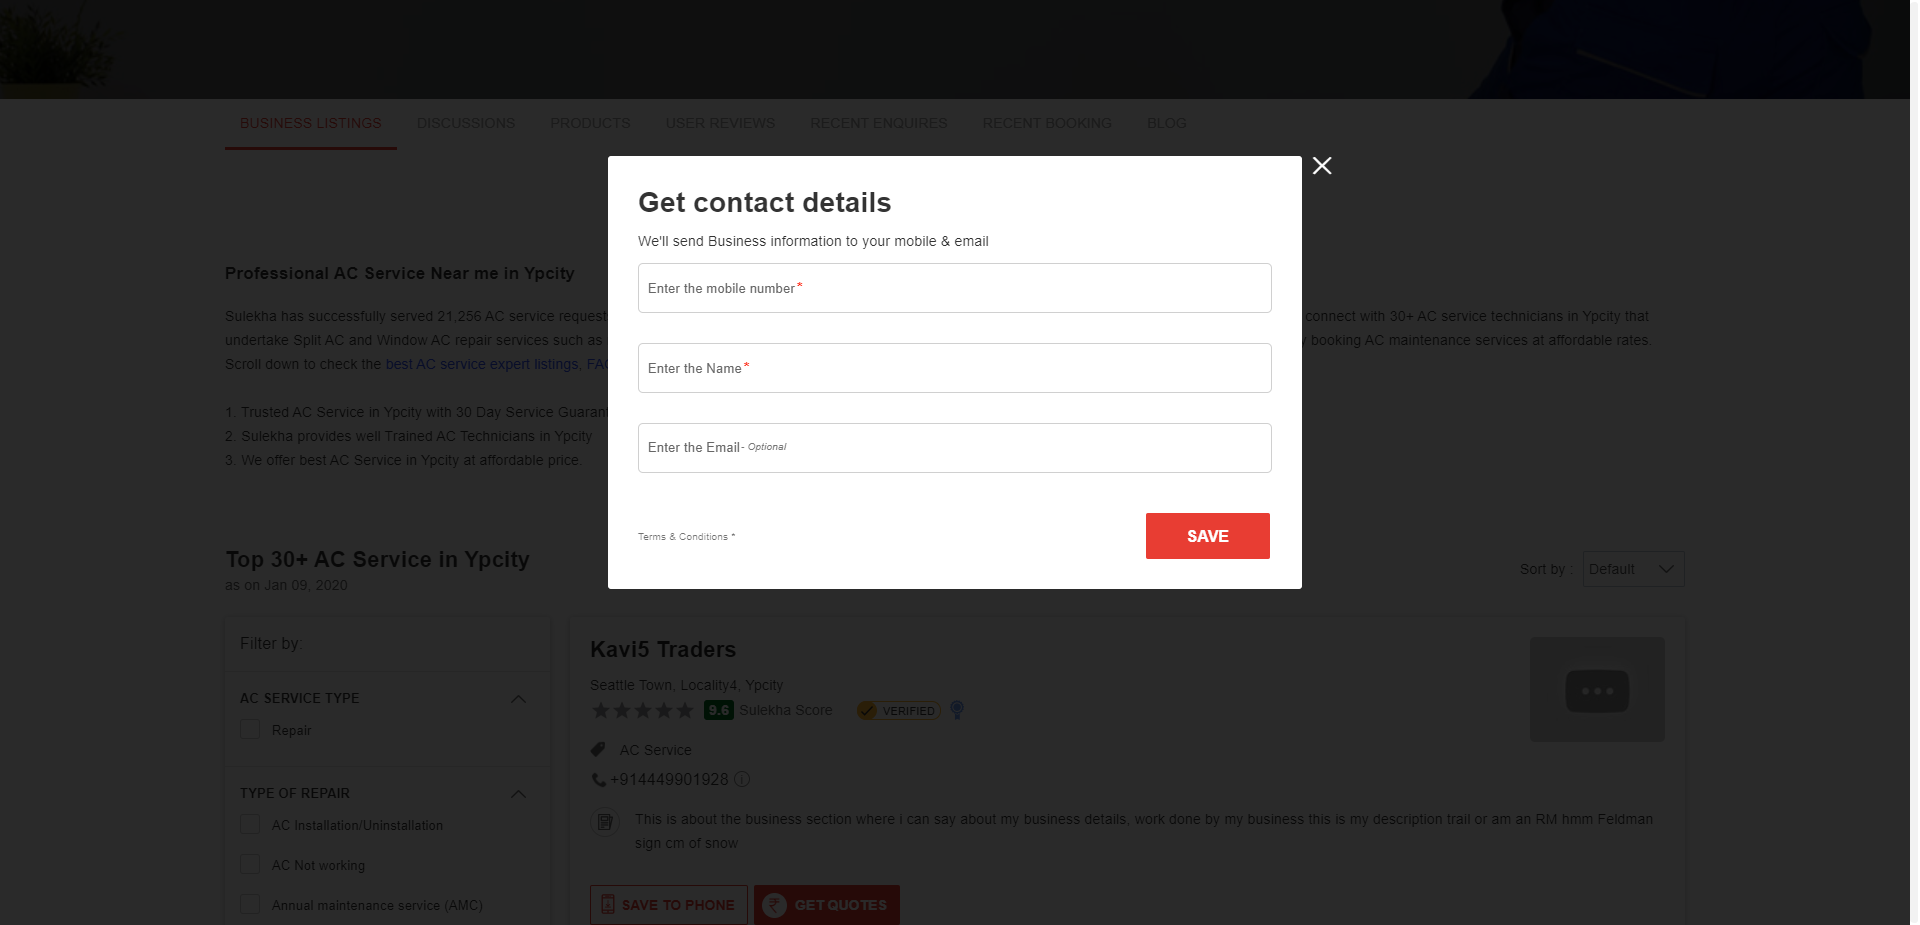 BUSINESS LISTINGS DISCUSSIONS PRODUCTS USER REVIEWS RECENT ENQUIRES RECENT BOOKING BLOG
Get contact details
We'll send Business information to your mobile & email
Enter the mobile number*
Enter the Name*
Enter the Email- Optional
Terms & Conditions *
SAVE
Professional AC Service Near me in Ypcity
Sulekha has successfully served 21,256 AC service request connect with 30+ AC service technicians in Ypcity that
undertake Split AC and Window AC repair services such as booking AC maintenance services at affordable rates.
Scroll down to check the best AC service expert listings, FA
1. Trusted AC Service in Ypcity with 30 Day Service Guaran
2. Sulekha provides well Trained AC Technicians in Ypcity
3. We offer best AC Service in Ypcity at affordable price.
Top 30+ AC Service in Ypcity
as on Jan 09, 2020
Sort by : Default
Filter by:
AC SERVICE TYPE
Repair
TYPE OF REPAIR
AC Installation/Uninstallation
AC Not working
Annual maintenance service (AMC)
Kavi5 Traders
Seattle Town, Locality4, Ypcity
9.6 Sulekha Score VERIFIED
AC Service
+914449901928
This is about the business section where i can say about my business details, work done by my business this is my description trail or am an RM hmm Feldman
sign cm of snow
SAVE TO PHONE
GET QUOTES